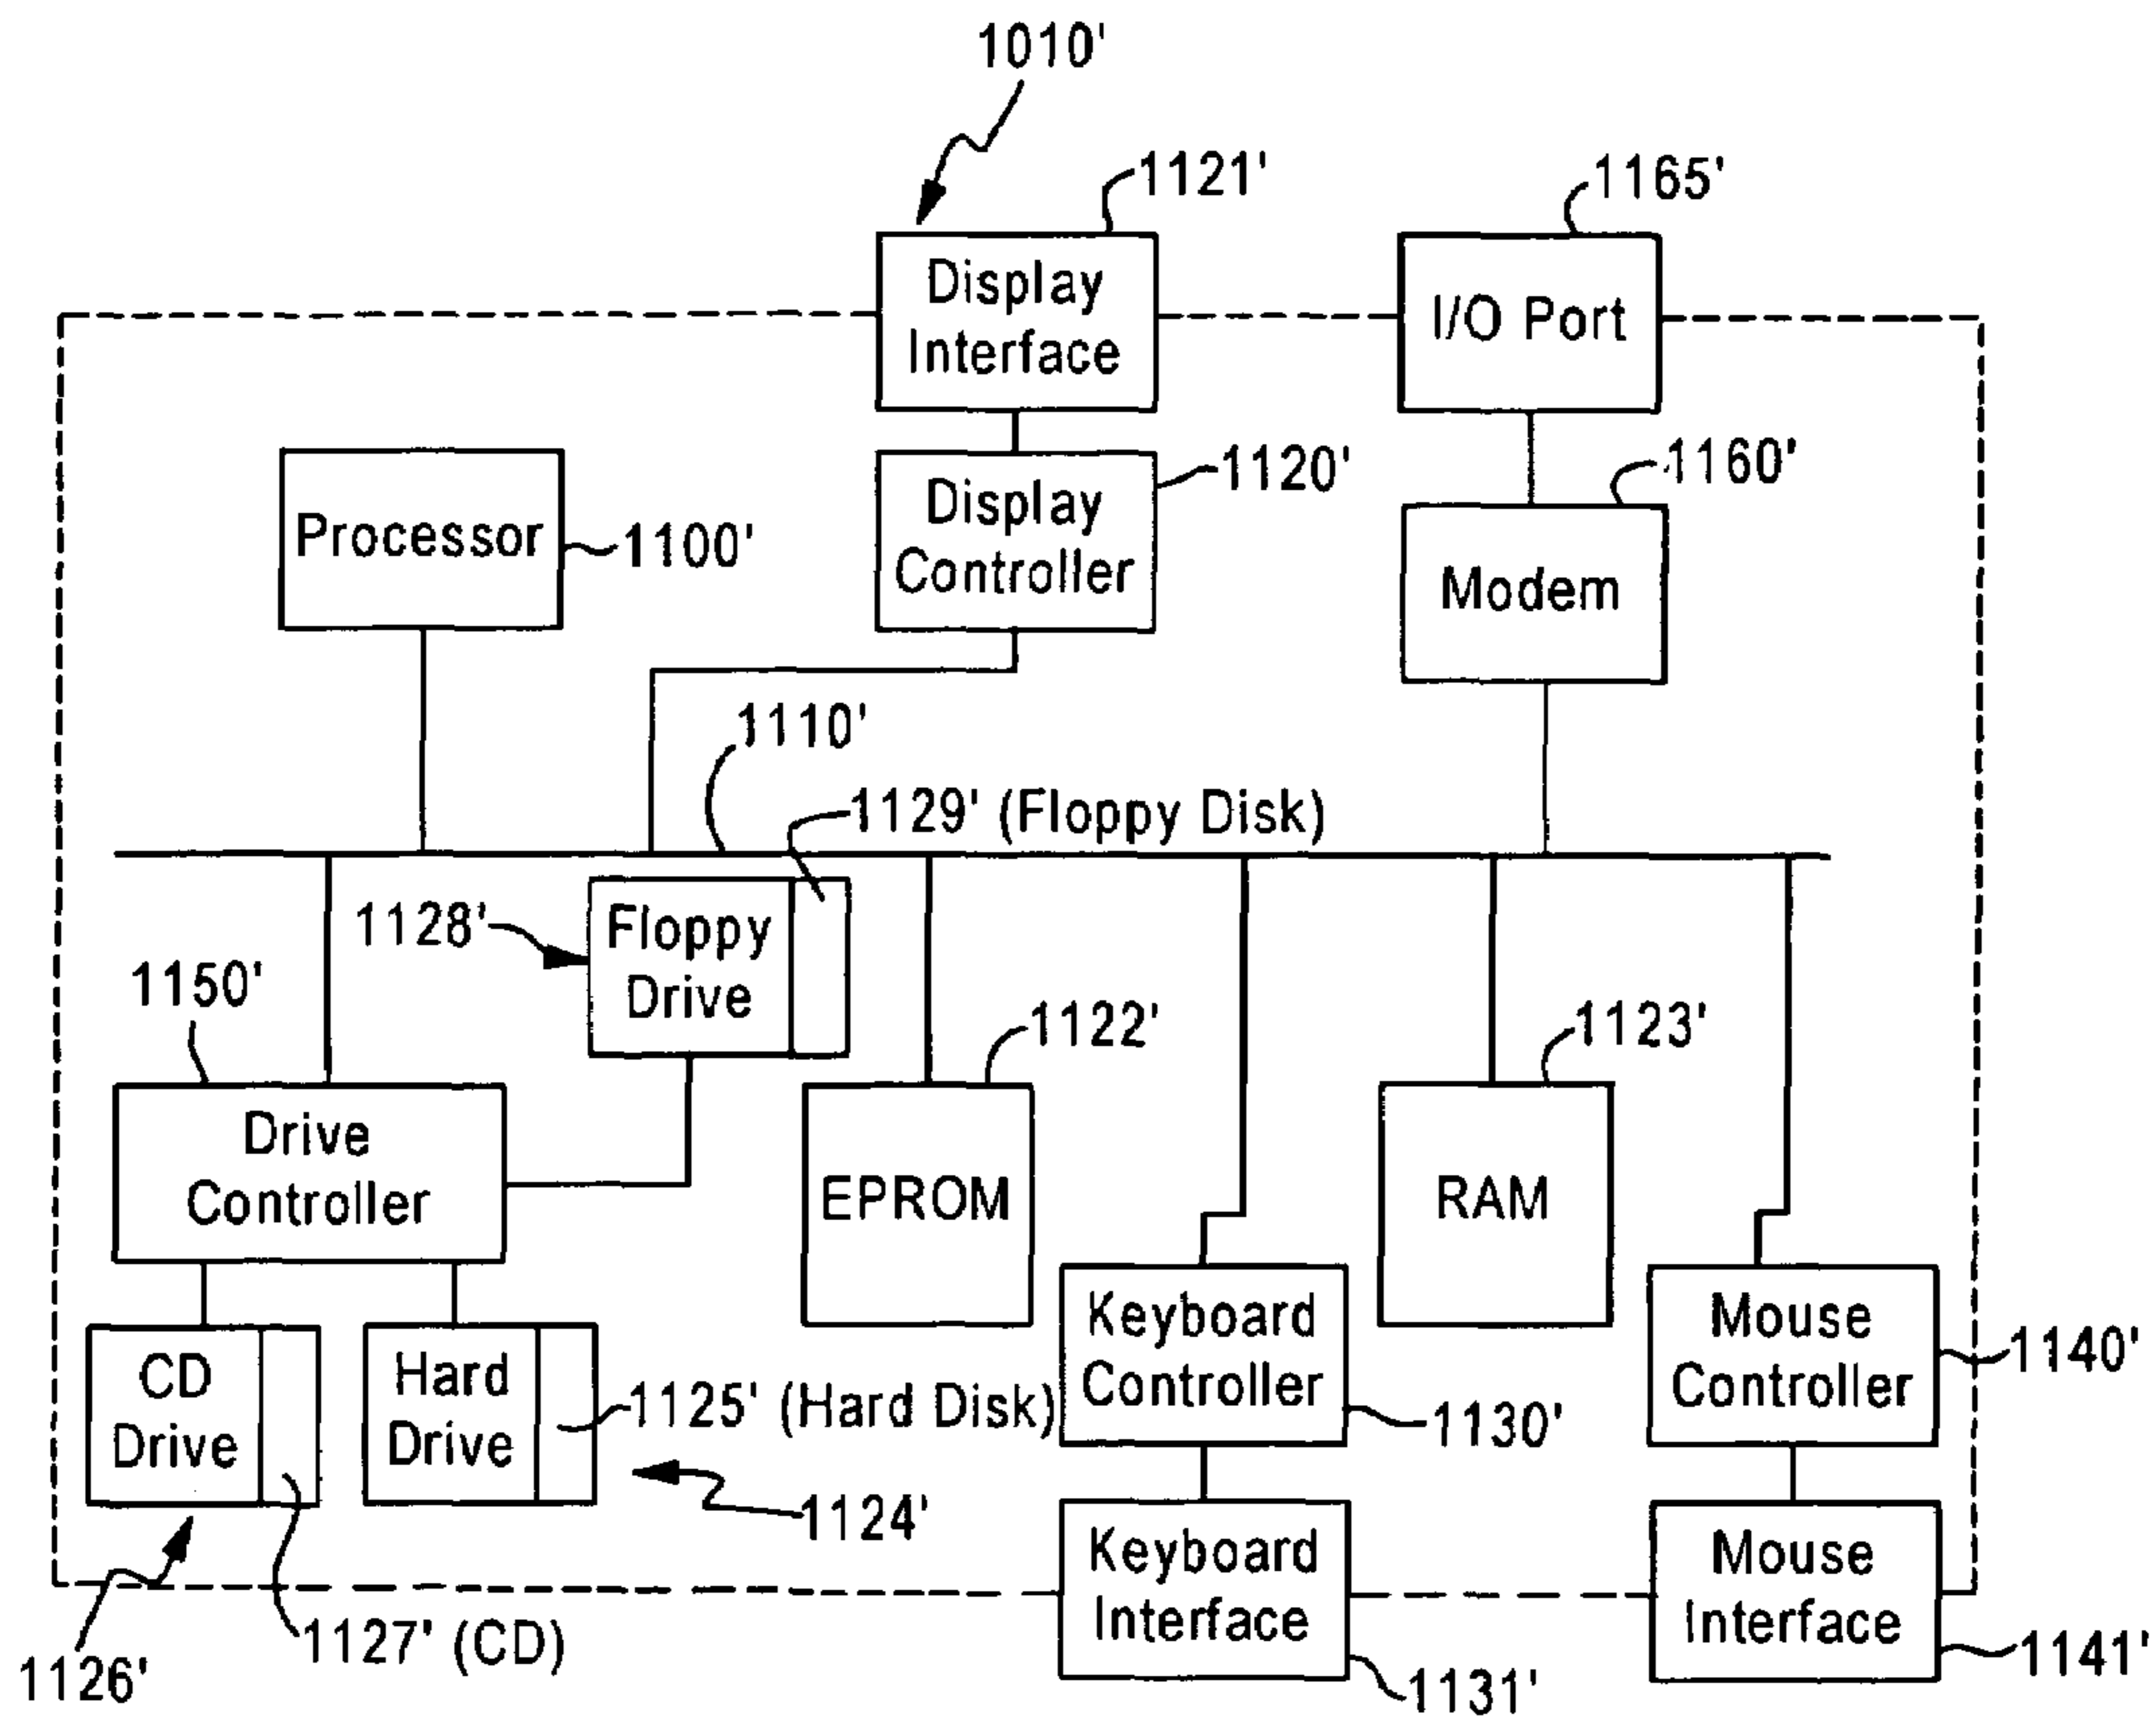 1010'
1121'
1165'
Display
Interface
I/O Port
1120'
1160'
Display
Controller
Processor
1100'
Modem
1110'
1129' (Floppy Disk)
1128'
Floppy
Drive
1150'
1122'
1123'
Drive
Controller
EPROM
RAM
Keyboard
Controller
Mouse
Controller
1140'
CD
Drive
Hard
Drive
1125' (Hard Disk)
1130'
1124'
Keyboard
Interface
Mouse
Interface
1127' (CD)
1126'
1131'
1141'